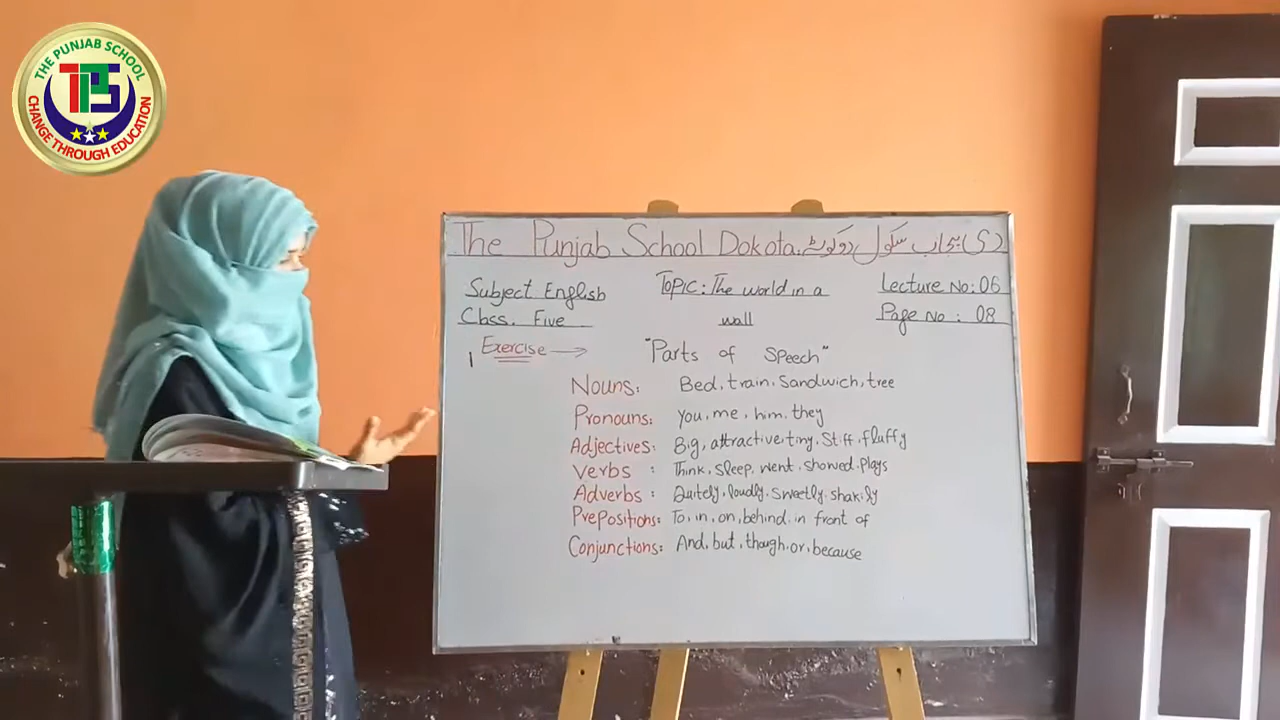 THE PUNJAB SCHOOL
TPS
CHANGE THROUGH EDUCATION
The Punjab School Dokota. دی پنجاب سکول دوکوٹہ
Subject English
Topic: The world in a
wall
Lecture No: 06
Class. Five
Page No : 08
Exercise →
"Parts of Speech"
Nouns: Bed, train, Sandwich, tree
Pronouns: You, me, him, they
Adjectives: Big, attractive, tiny, Stiff, fluffy
Verbs : Think, sleep, went, showed, plays
Adverbs : Quitely, loudly, sweetly, shakily
Prepositions: To, in, on, behind, in front of
Conjunctions: And, but, though, or, because